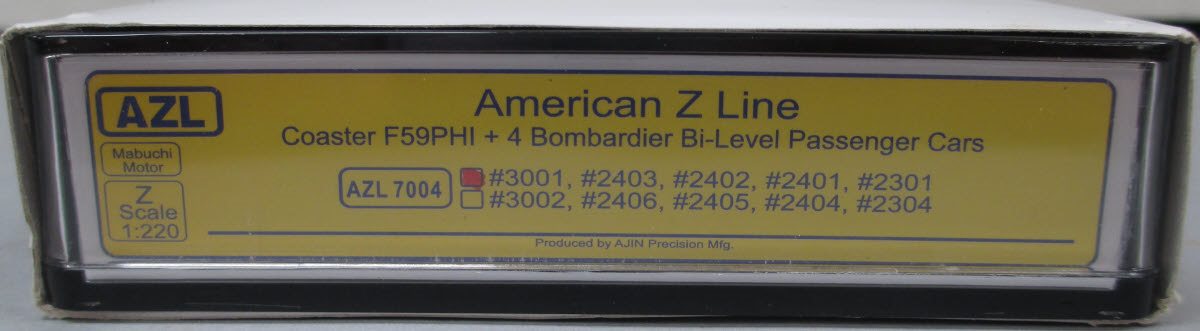 AZL
American Z Line
Coaster F59PHI + 4 Bombardier Bi-Level Passenger Cars
Mabuchi
Motor
Z
Scale
1:220
AZL 7004
#3001, #2403, #2402, #2401, #2301
#3002, #2406, #2405, #2404, #2304
Produced by AJIN Precision Mfg.